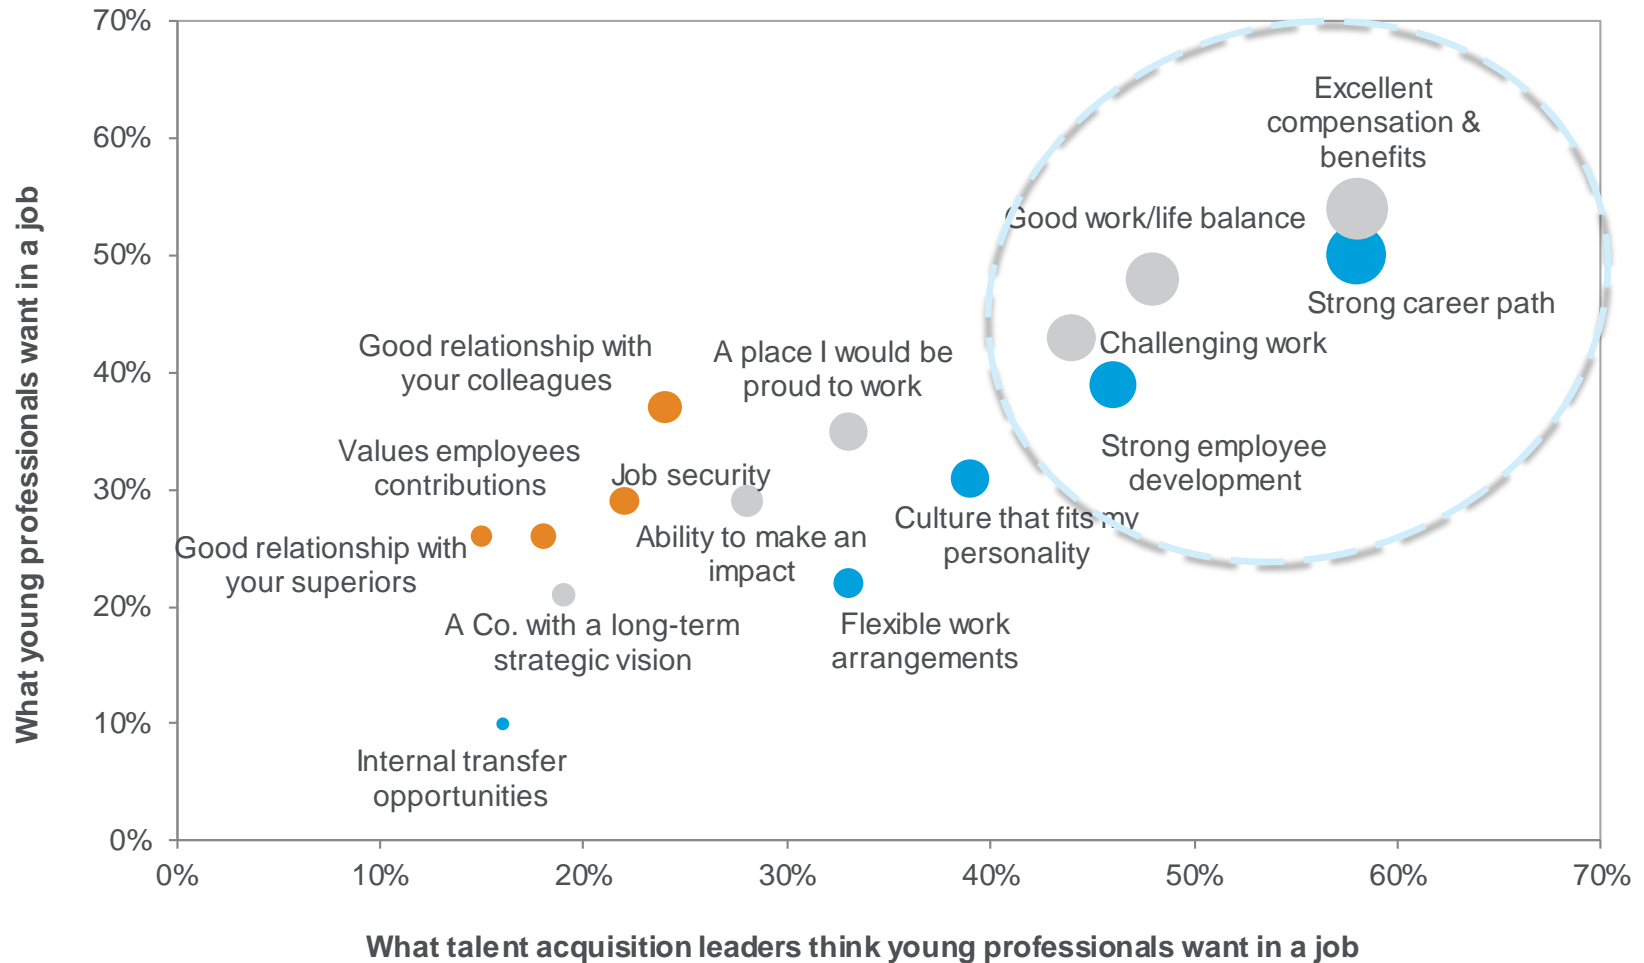 What young professionals want in a job
70%
60%
50%
40%
30%
20%
10%
0%
Excellent
compensation &
benefits
Good work/life balance
Strong career path
Challenging work
Good relationship with
your colleagues
A place I would be
proud to work
Strong employee
development
Values employees
contributions
Job security
Culture that fits my
personality
Ability to make an
impact
Good relationship with
your superiors
A Co. with a long-term
strategic vision
Flexible work
arrangements
Internal transfer
opportunities
0% 10% 20% 30% 40% 50% 60% 70%
What talent acquisition leaders think young professionals want in a job